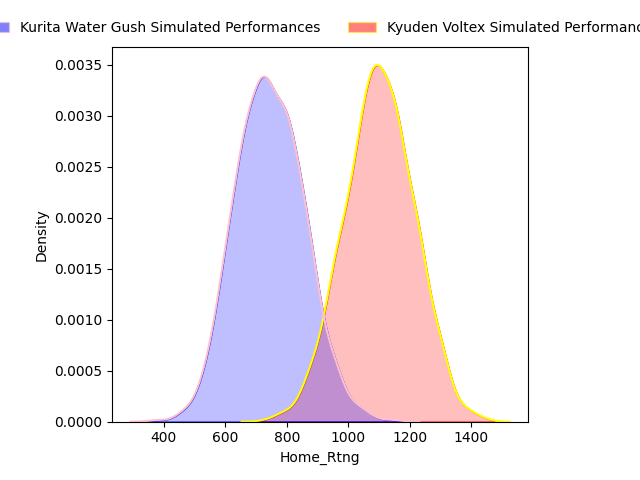 Kurita Water Gush Simulated Performances
Kyuden Voltex Simulated
0.0035
0.0030
0.0025
0.0020
0.0015
0.0010
0.0005
0.0000
Density
400 600 800 1000 1200 1400
Home_Rtng